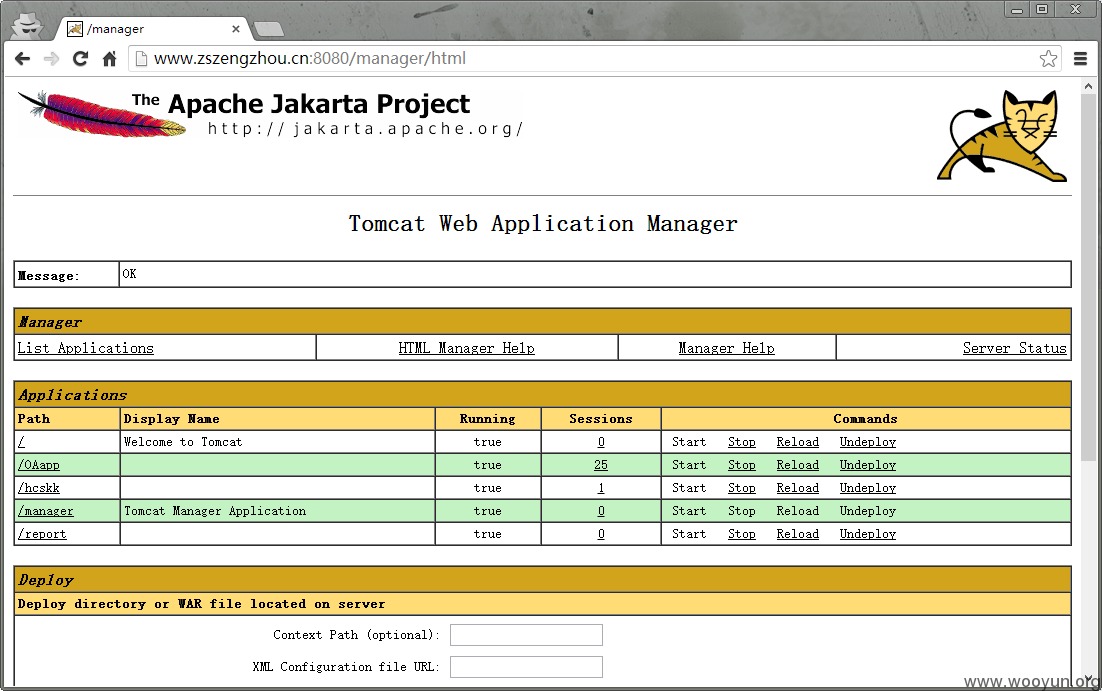 /manager
www.zszengzhou.cn:8080/manager/html
The Apache Jakarta Project
http://jakarta.apache.org/
Tomcat Web Application Manager
Message: OK
Manager
List Applications HTML Manager Help Manager Help Server Status
Applications
Path Display Name Running Sessions Commands
/ Welcome to Tomcat true 0 Start Stop Reload Undeploy
/OAapp true 25 Start Stop Reload Undeploy
/hcskk true 1 Start Stop Reload Undeploy
/manager Tomcat Manager Application true 0 Start Stop Reload Undeploy
/report true 0 Start Stop Reload Undeploy
Deploy
Deploy directory or WAR file located on server
Context Path (optional):
XML Configuration file URL:
www.wooyun.org